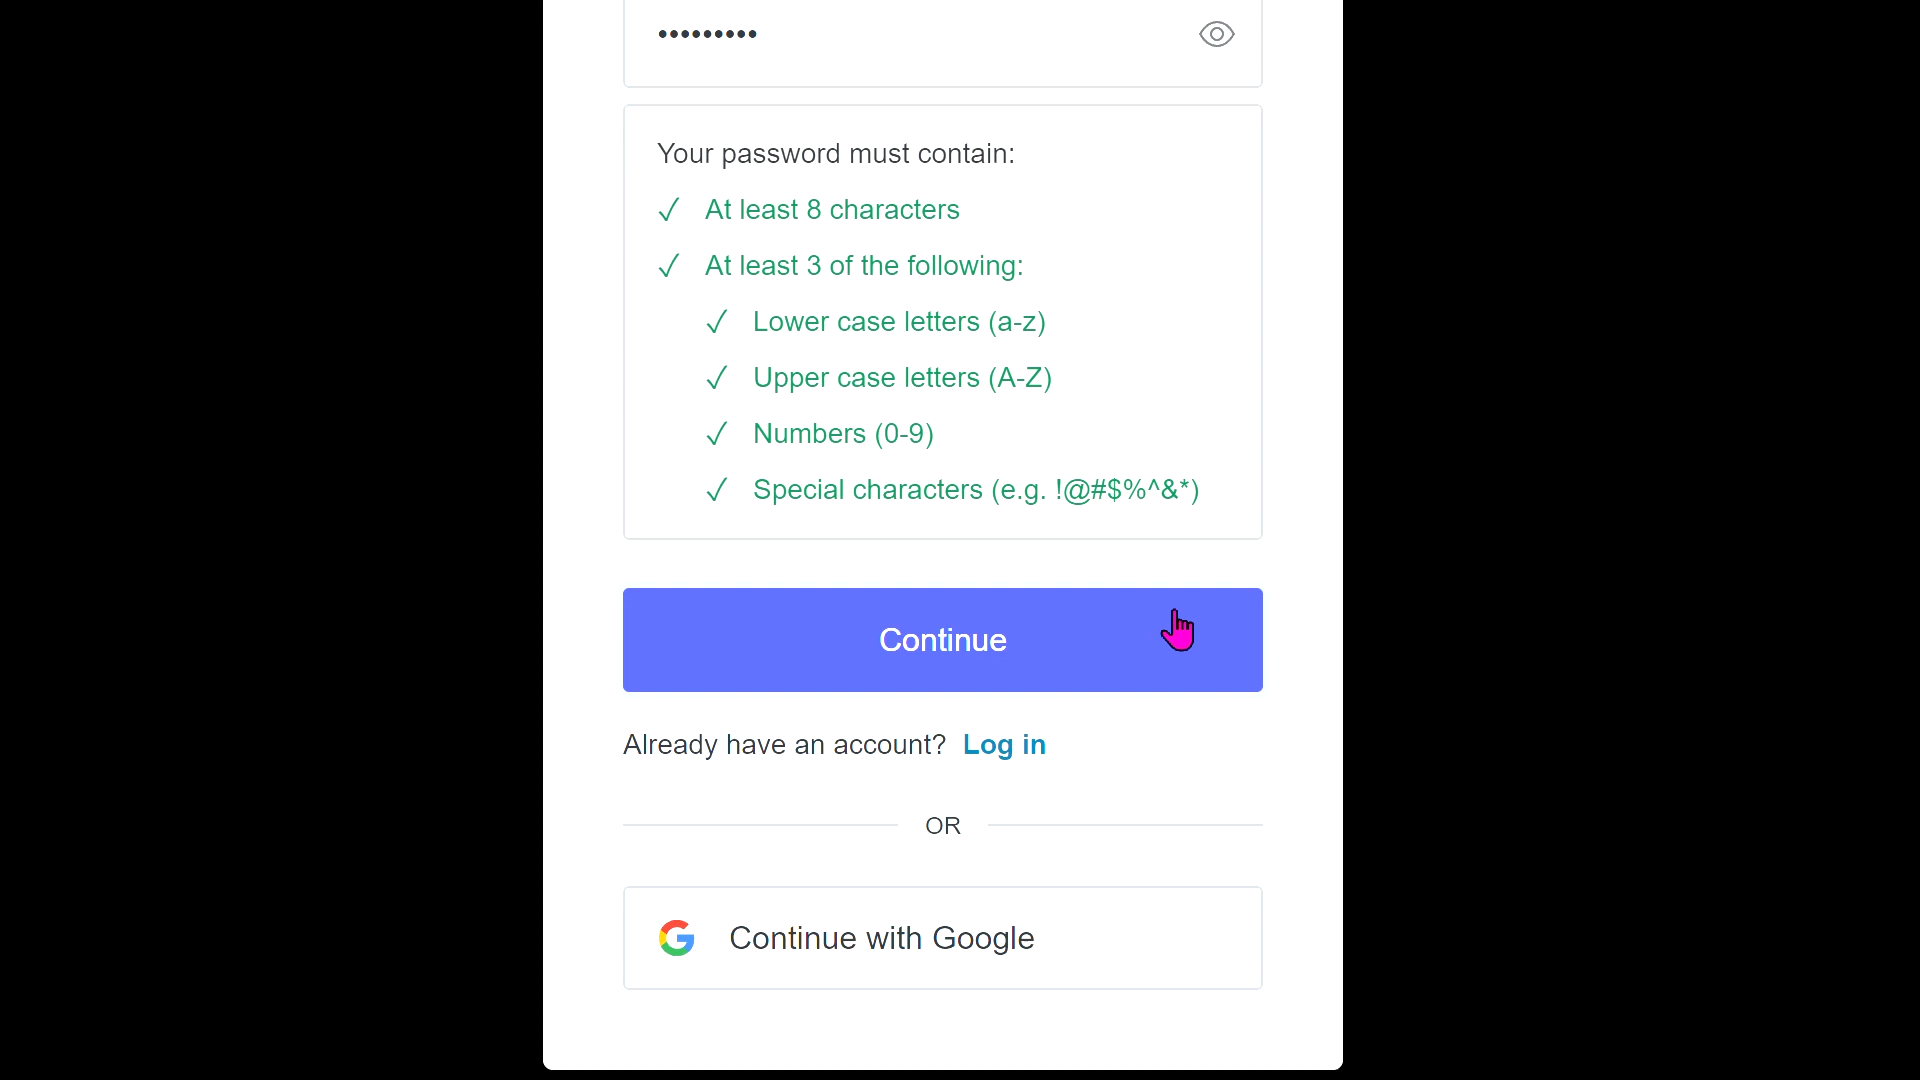 •••••••••
Your password must contain:
✓ At least 8 characters
✓ At least 3 of the following:
✓ Lower case letters (a-z)
✓ Upper case letters (A-Z)
✓ Numbers (0-9)
✓ Special characters (e.g. !@#$%^&*)
Continue
Already have an account? Log in
OR
Continue with Google